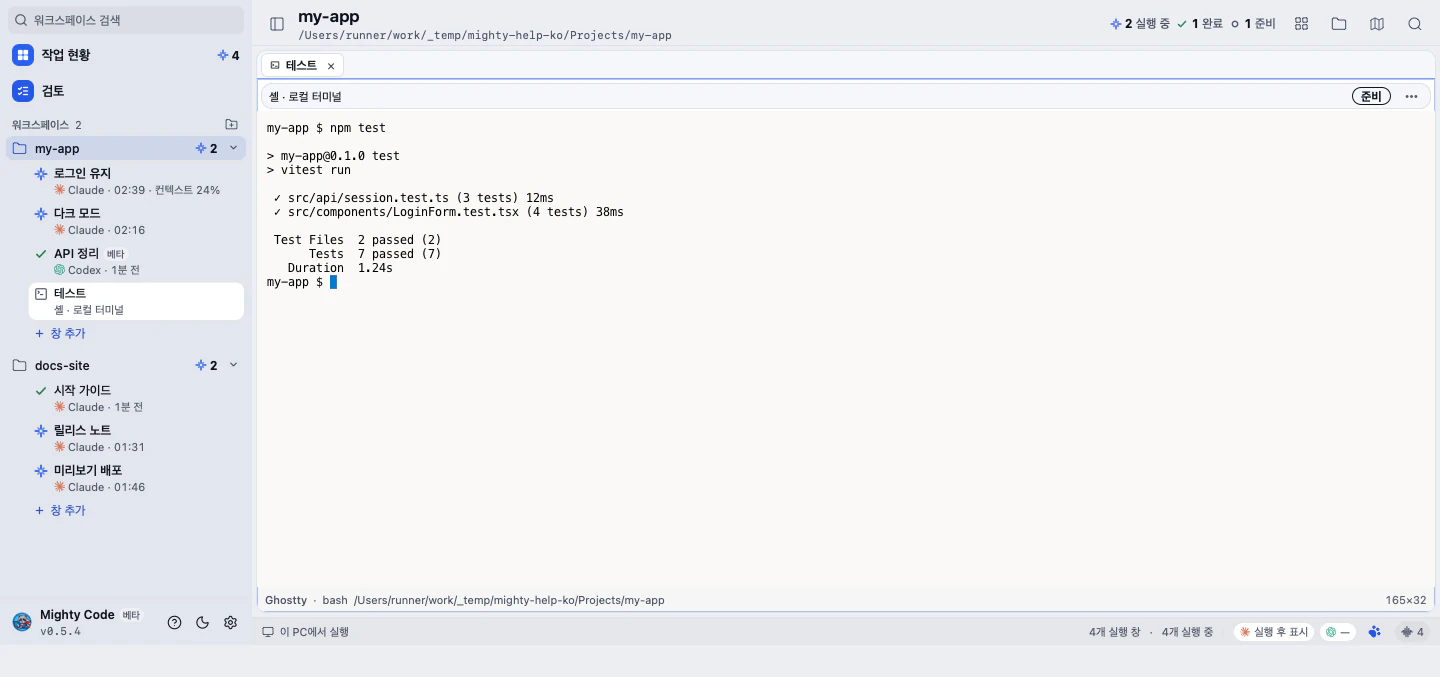 워크스페이스 검색
작업 현황 4
검토
워크스페이스 2
my-app 2
로그인 유지
Claude · 02:39 · 컨텍스트 24%
다크 모드
Claude · 02:16
API 정리 베타
Codex · 1분 전
테스트
셸 · 로컬 터미널
+ 창 추가
docs-site 2
시작 가이드
Claude · 1분 전
릴리스 노트
Claude · 01:31
미리보기 배포
Claude · 01:46
+ 창 추가
Mighty Code 베타
v0.5.4
my-app
/Users/runner/work/_temp/mighty-help-ko/Projects/my-app
2 실행 중 ✓ 1 완료 1 준비
테스트 ×
셸 · 로컬 터미널 준비 ···
my-app $ npm test
> my-app@0.1.0 test
> vitest run
✓ src/api/session.test.ts (3 tests) 12ms
✓ src/components/LoginForm.test.tsx (4 tests) 38ms
Test Files 2 passed (2)
Tests 7 passed (7)
Duration 1.24s
my-app $
Ghostty · bash /Users/runner/work/_temp/mighty-help-ko/Projects/my-app 165×32
이 PC에서 실행 4개 실행 창 · 4개 실행 중 실행 후 표시 — 4